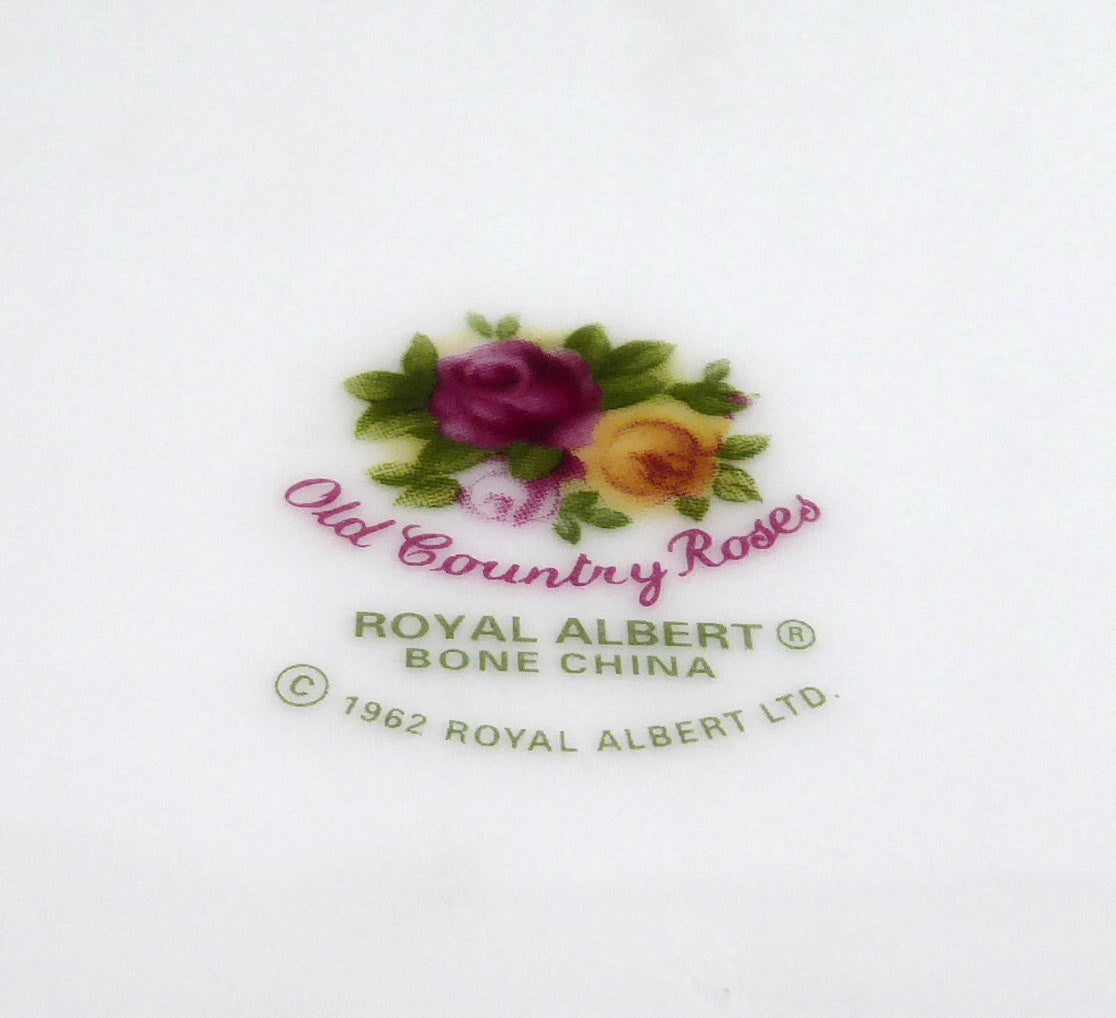 Old Country Roses
ROYAL ALBERT ®
BONE CHINA
© 1962 ROYAL ALBERT LTD.